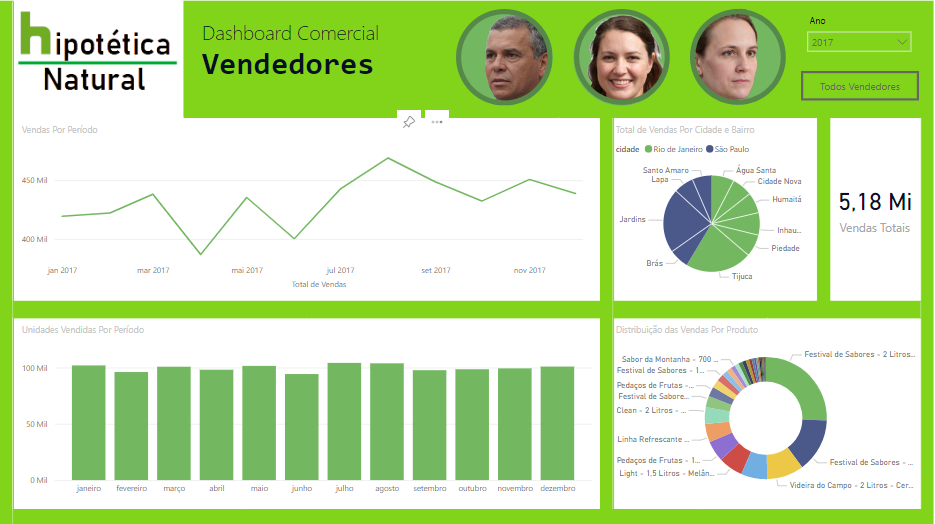 hipotética
Natural
Dashboard Comercial
Vendedores
Ano
2017
Todos Vendedores
Vendas Por Período
450 Mil
400 Mil
jan 2017
mar 2017
mai 2017
jul 2017
set 2017
nov 2017
Total de Vendas
Total de Vendas Por Cidade e Bairro
cidade
Rio de Janeiro
São Paulo
Santo Amaro
Lapa
Jardins
Brás
Água Santa
Cidade Nova
Humaitá
Inhau...
Piedade
Tijuca
5,18 Mi
Vendas Totais
Unidades Vendidas Por Período
100 Mil
50 Mil
0 Mil
janeiro
fevereiro
março
abril
maio
junho
julho
agosto
setembro
outubro
novembro
dezembro
Distribuição das Vendas Por Produto
Sabor da Montanha - 700 ...
Festival de Sabores - 1...
Pedaços de Frutas - ...
Festival de Sabore...
Clean - 2 Litros - ...
Linha Refrescante ...
Pedaços de Frutas - 1...
Light - 1.5 Litros - Melân...
Festival de Sabores - 2 Litros...
Festival de Sabores - ...
Videira do Campo - 2 Litros - Cer...